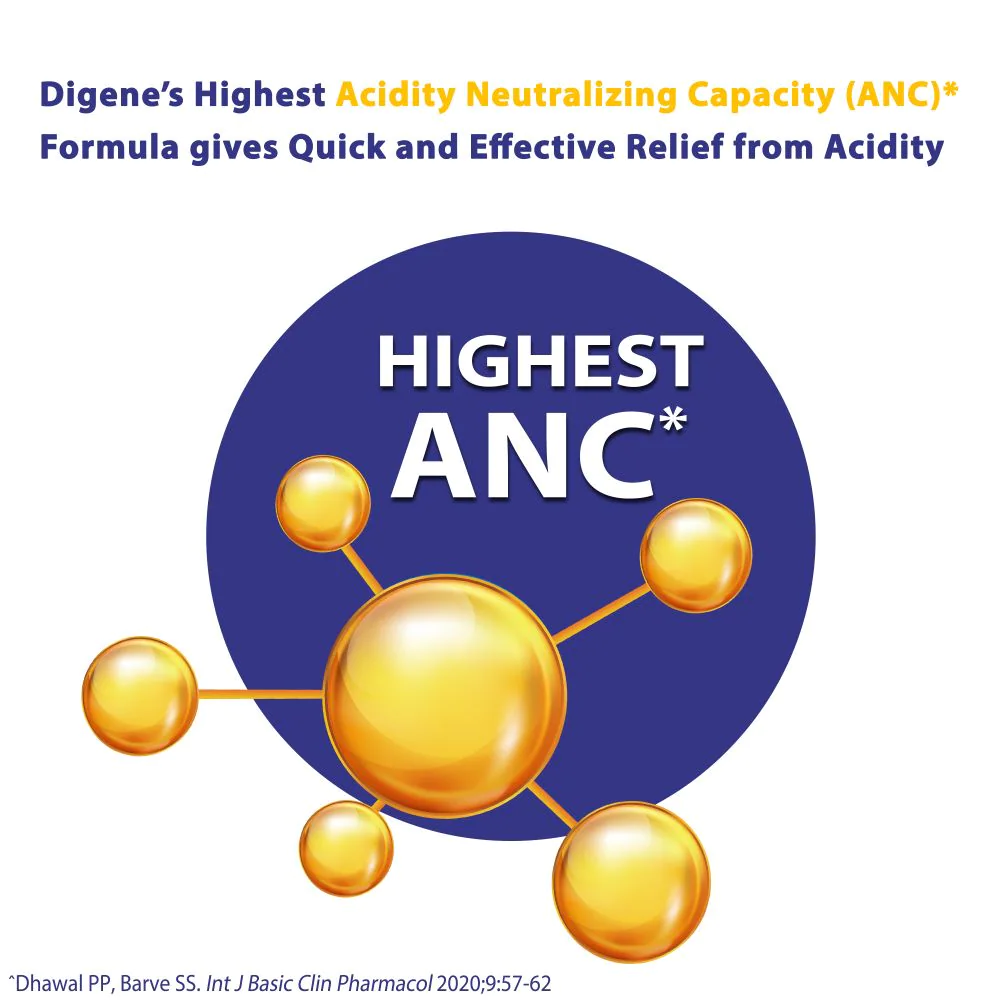 Digene’s Highest Acidity Neutralizing Capacity (ANC)*
Formula gives Quick and Effective Relief from Acidity
HIGHEST
ANC*
^Dhawal PP, Barve SS. Int J Basic Clin Pharmacol 2020;9:57-62